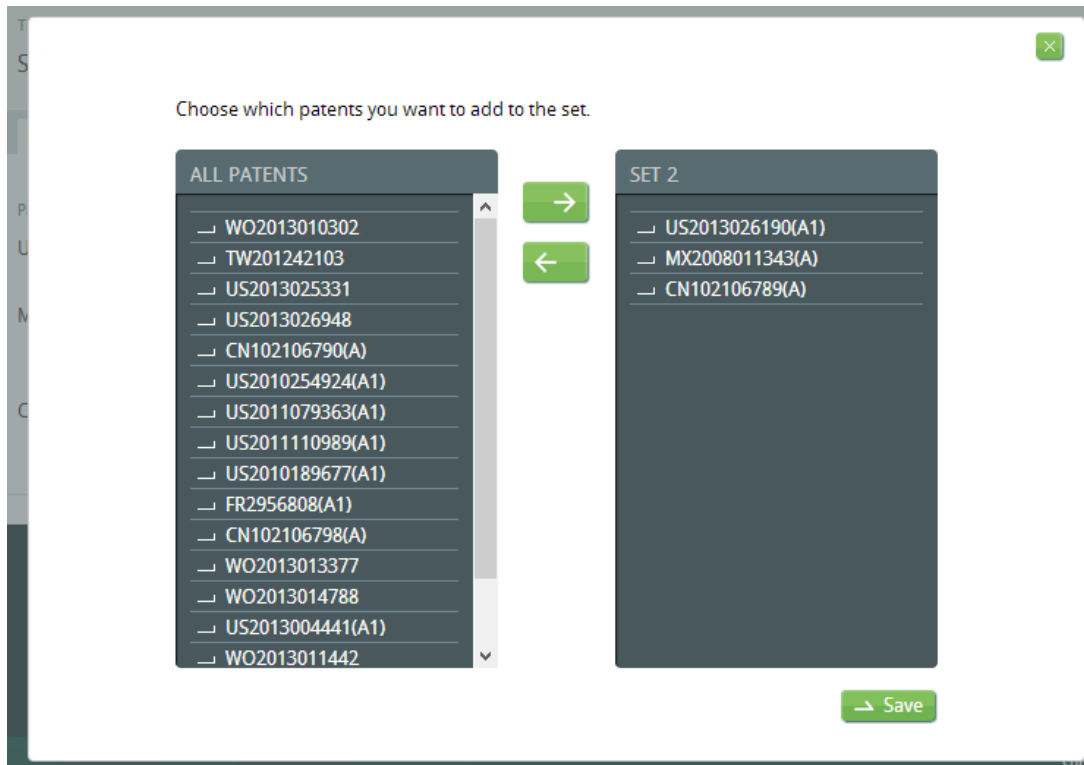 Choose which patents you want to add to the set.
ALL PATENTS
WO2013010302
TW201242103
US2013025331
US2013026948
CN102106790(A)
US2010254924(A1)
US2011079363(A1)
US2011110989(A1)
US2010189677(A1)
FR2956808(A1)
CN102106798(A)
WO2013013377
WO2013014788
US2013004441(A1)
WO2013011442
SET 2
US2013026190(A1)
MX2008011343(A)
CN102106789(A)
Save